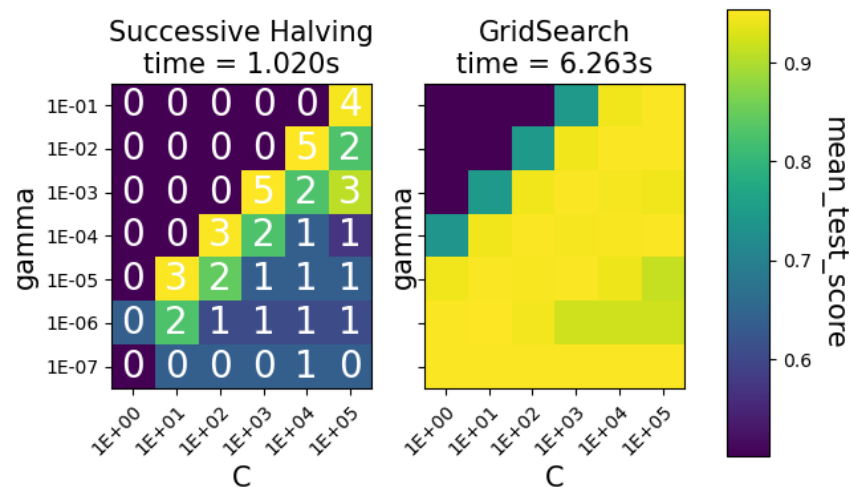 Successive Halving
time = 1.020s
GridSearch
time = 6.263s
gamma
1E-01
1E-02
1E-03
1E-04
1E-05
1E-06
1E-07
0 0 0 0 0 4
0 0 0 0 5 2
0 0 0 5 2 3
0 0 3 2 1 1
0 3 2 1 1 1
0 2 1 1 1 1
0 0 0 0 1 0
1E+00 1E+01 1E+02 1E+03 1E+04 1E+05
C
gamma
1E+00 1E+01 1E+02 1E+03 1E+04 1E+05
C
0.9
0.8
0.7
0.6
mean_test_score